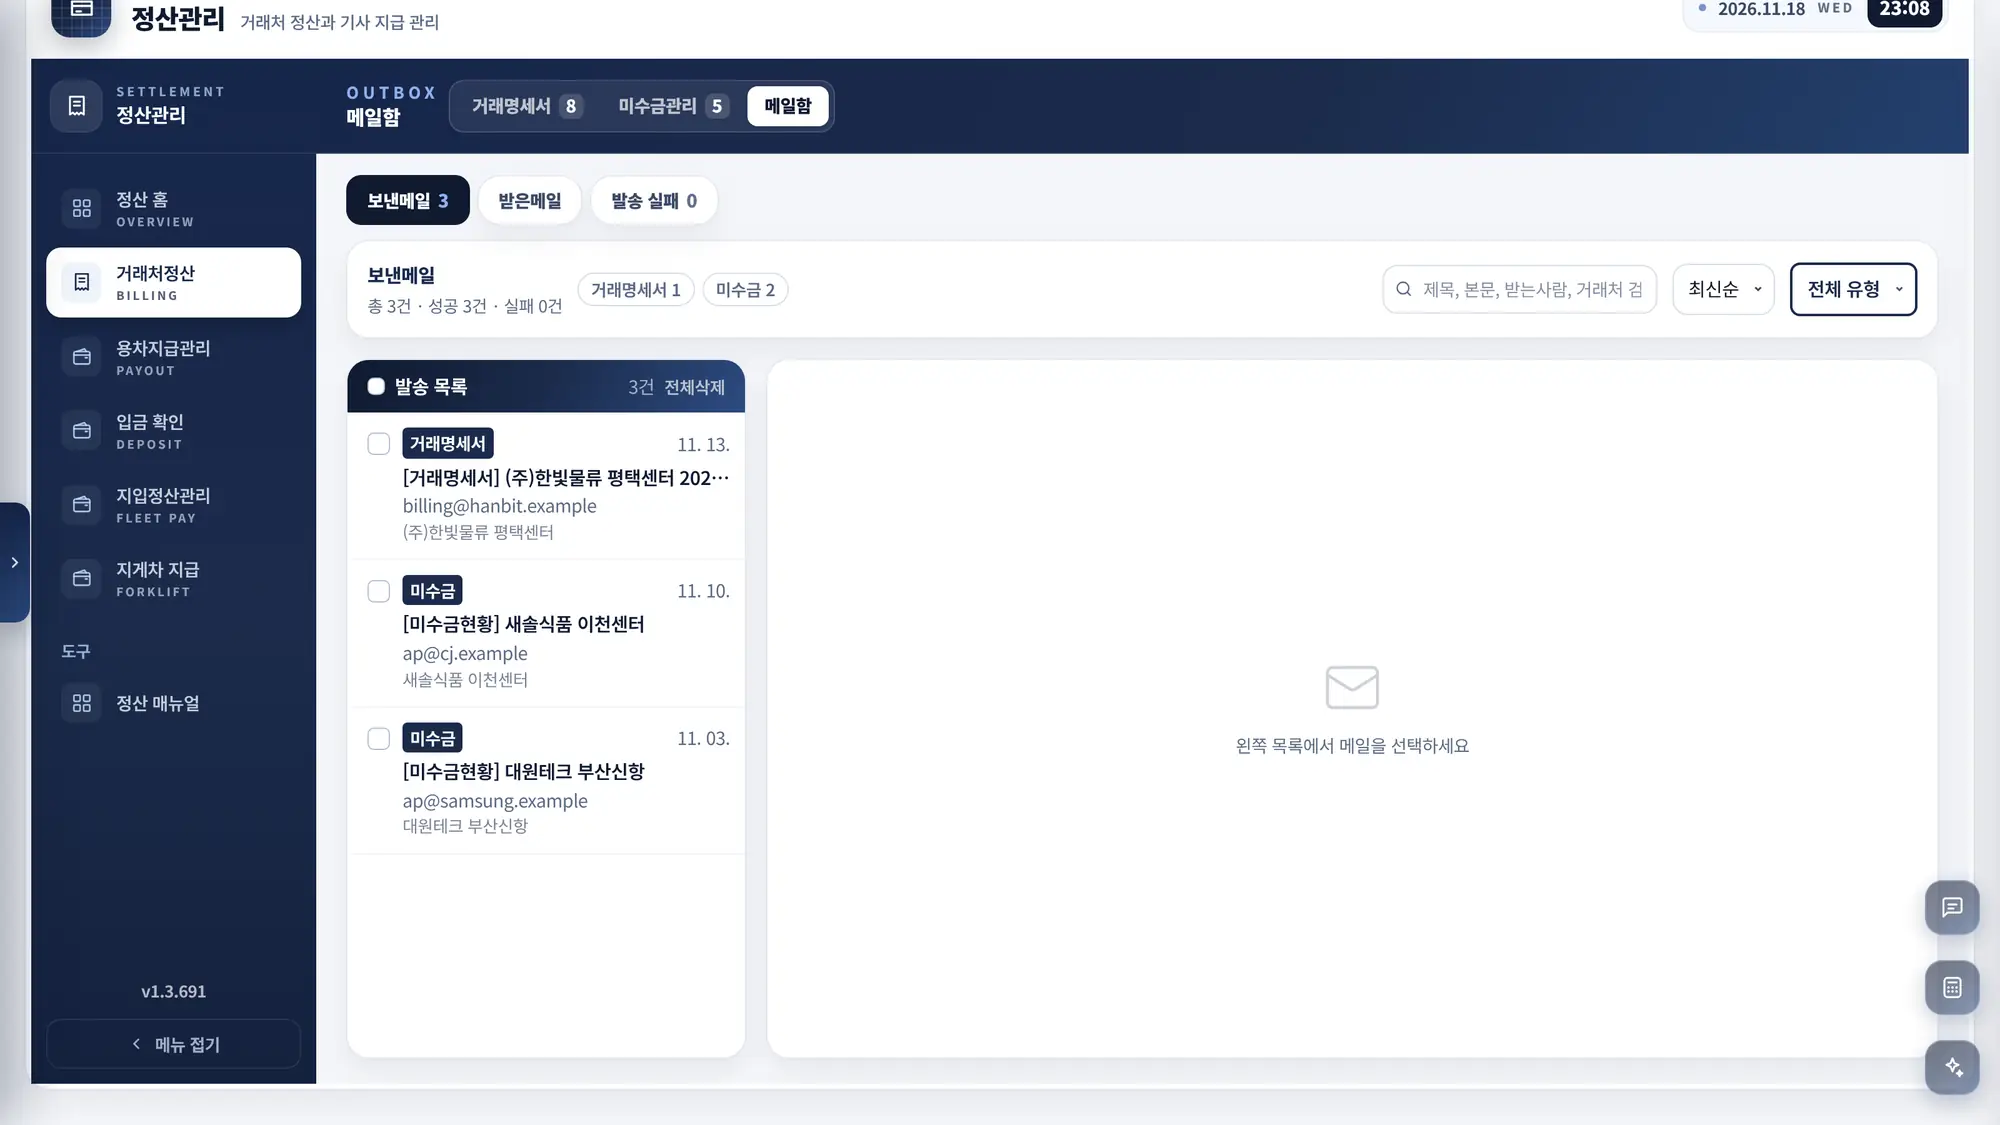 정산관리 거래처 정산과 기사 지급 관리
2026.11.18 WED 23:08
SETTLEMENT
정산관리
OUTBOX
메일함
거래명세서 8 미수금관리 5 메일함
정산 홈
OVERVIEW
거래처정산
BILLING
용차지급관리
PAYOUT
입금 확인
DEPOSIT
지입정산관리
FLEET PAY
지게차 지급
FORKLIFT
도구
정산 매뉴얼
v1.3.691
메뉴 접기
보낸메일 3 받은메일 발송 실패 0
보낸메일
총 3건 · 성공 3건 · 실패 0건
거래명세서 1 미수금 2
제목, 본문, 받는사람, 거래처 검
최신순
전체 유형
발송 목록 3건 전체삭제
거래명세서 11. 13.
[거래명세서] (주)한빛물류 평택센터 202…
billing@hanbit.example
(주)한빛물류 평택센터
미수금 11. 10.
[미수금현황] 새솔식품 이천센터
ap@cj.example
새솔식품 이천센터
미수금 11. 03.
[미수금현황] 대원테크 부산신항
ap@samsung.example
대원테크 부산신항
왼쪽 목록에서 메일을 선택하세요